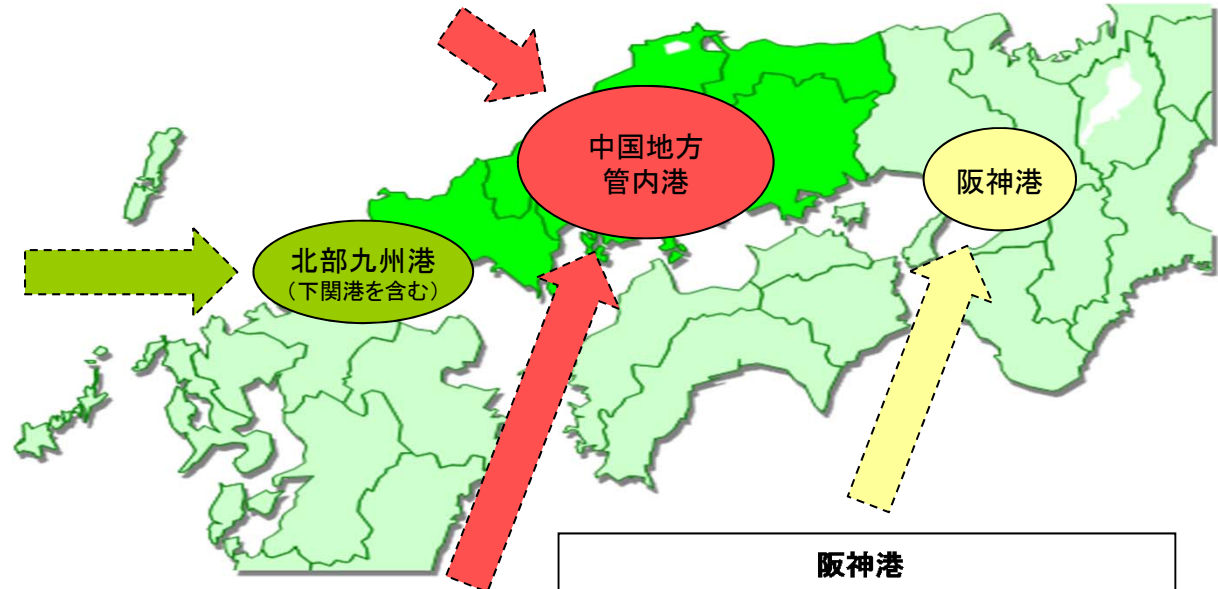 中国地方
管内港
阪神港
北部九州港
（下関港を含む）
阪神港